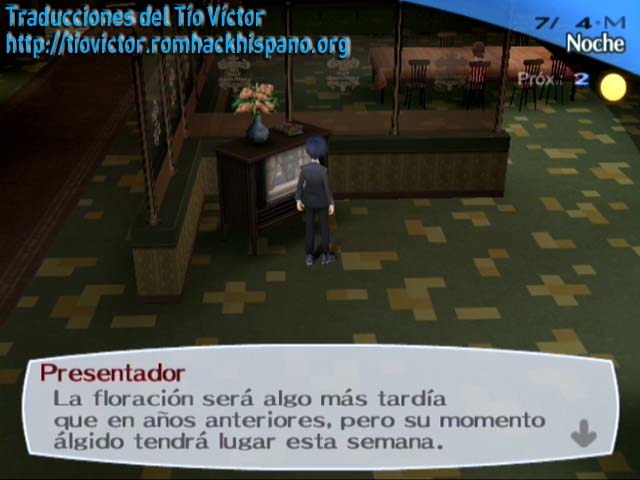 Traducciones del Tío Víctor
http://tiovictor.romhackhispano.org
7/ 4·M
Noche
Próx. 2
Presentador
La floración será algo más tardía
que en años anteriores, pero su momento
álgido tendrá lugar esta semana.